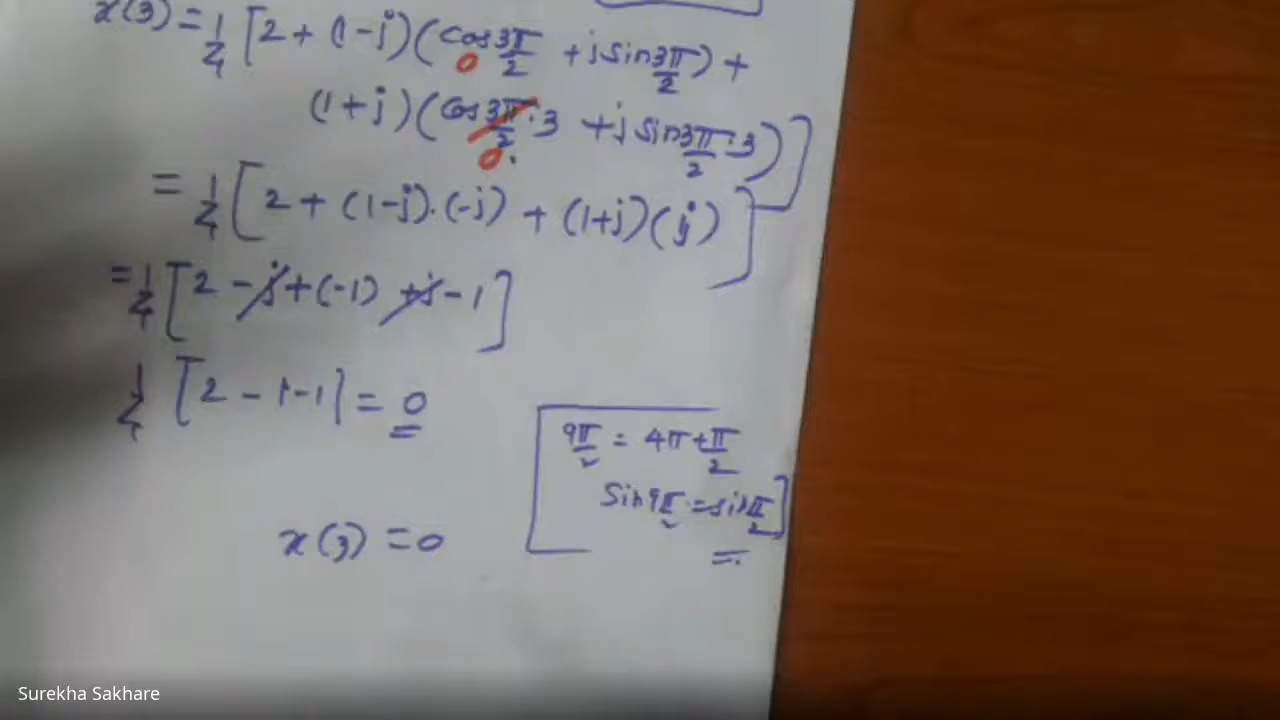 x(3) = 1/4 [2 + (1-j)(cos 3π/2 + j sin 3π/2) +
0
(1+j)(cos 3π/2 · 3 + j sin 3π/2 · 3)]
0
= 1/4 [2 + (1-j).(-j) + (1+j)(j)]
= 1/4 [2 - j + (-1) + j - 1]
1/4 [2 - 1 - 1] = 0
9π/2 = 4π + π/2
Sin 9π/2 = sin π/2
x(3) = 0
Surekha Sakhare